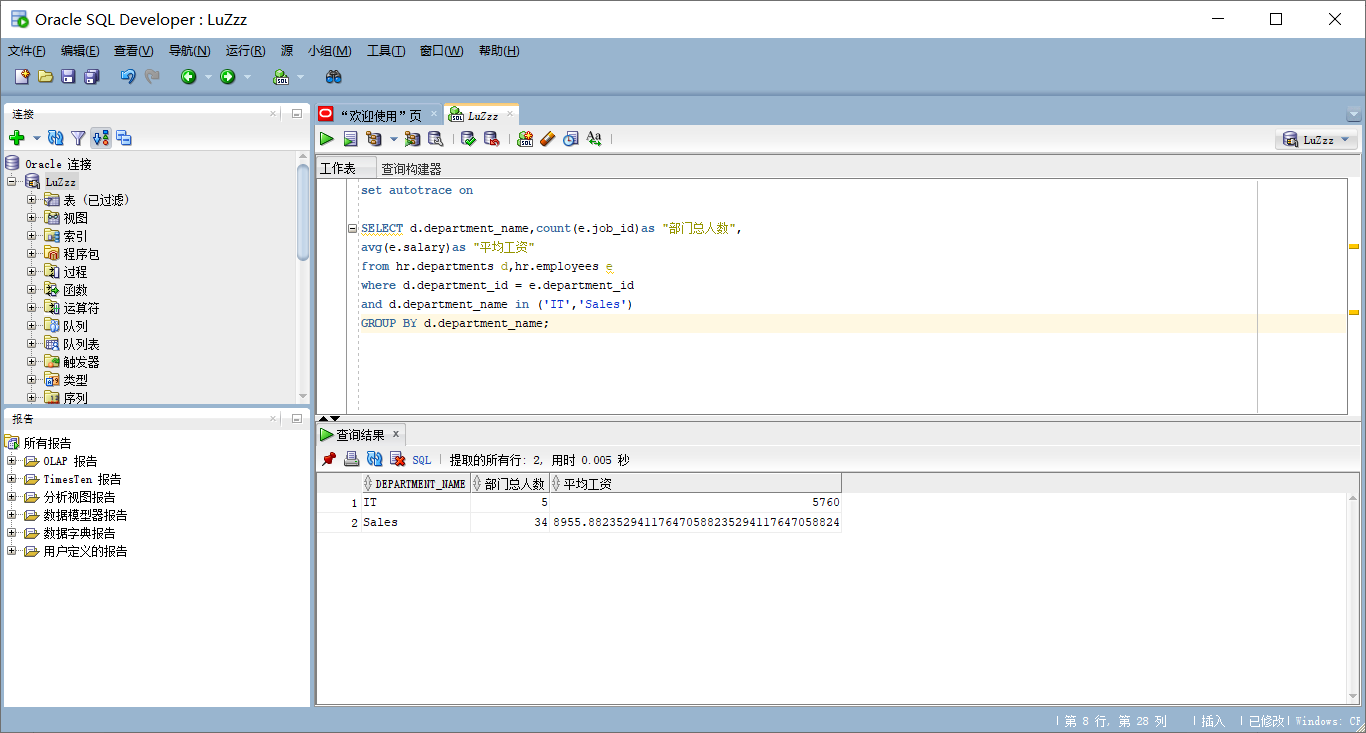 Oracle SQL Developer : LuZzz
文件(F) 编辑(E) 查看(V) 导航(N) 运行(R) 源 小组(M) 工具(T) 窗口(W) 帮助(H)
连接
Oracle 连接
LuZzz
表 (已过滤)
视图
索引
程序包
过程
函数
运算符
队列
队列表
触发器
类型
序列
报告
所有报告
OLAP 报告
TimesTen 报告
分析视图报告
数据模型器报告
数据字典报告
用户定义的报告
“欢迎使用”页 LuZzz
LuZzz
工作表 查询构建器
set autotrace on
SELECT d.department_name,count(e.job_id)as "部门总人数",
avg(e.salary)as "平均工资"
from hr.departments d,hr.employees e
where d.department_id = e.department_id
and d.department_name in ('IT','Sales')
GROUP BY d.department_name;
查询结果
SQL | 提取的所有行: 2, 用时 0.005 秒
DEPARTMENT_NAME 部门总人数 平均工资
1 IT 5 5760
2 Sales 34 8955.88235294117647058823529411764705882​4
| 第 8 行, 第 28 列 | 插入 | 已修改| Windows: CF